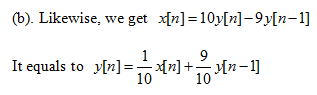 (b). Likewise, we get x[n]=10y[n]−9y[n−1]
It equals to y[n]=1/10 x[n]+9/10 y[n−1]